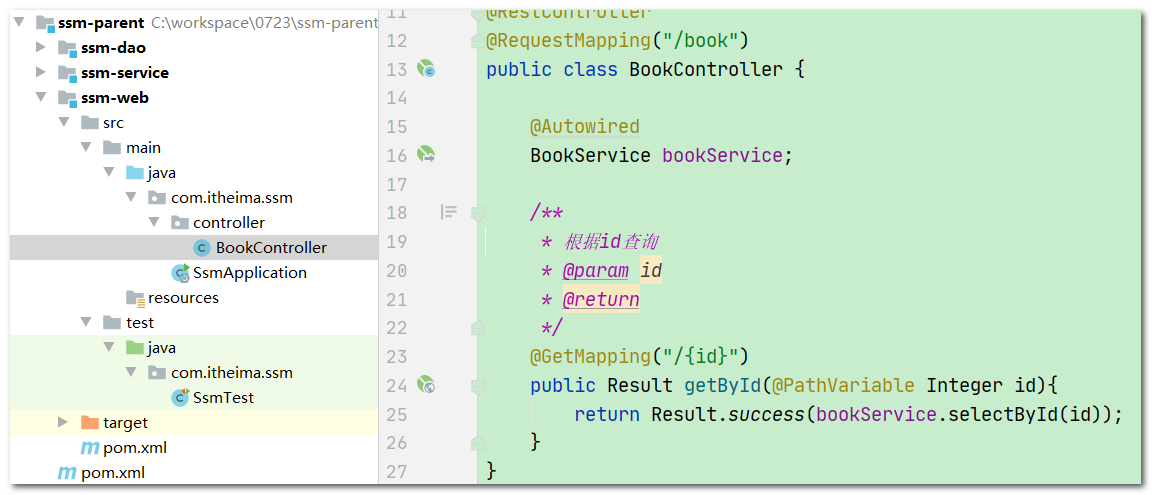 ssm-parent C:\workspace\0723\ssm-parent
ssm-dao
ssm-service
ssm-web
src
main
java
com.itheima.ssm
controller
BookController
SsmApplication
resources
test
java
com.itheima.ssm
SsmTest
target
pom.xml
pom.xml
11 @RestController
12 @RequestMapping("/book")
13 public class BookController {
14
15 @Autowired
16 BookService bookService;
17
18 /**
19 * 根据id查询
20 * @param id
21 * @return
22 */
23 @GetMapping("/{id}")
24 public Result getById(@PathVariable Integer id){
25 return Result.success(bookService.selectById(id));
26 }
27 }